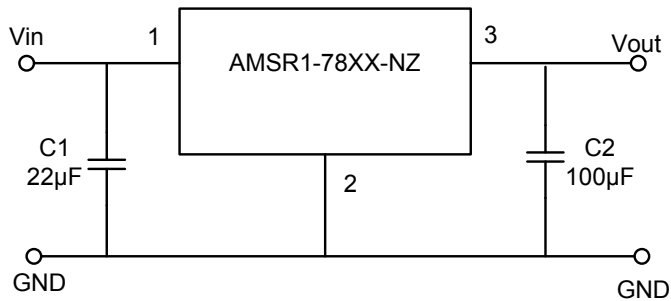 Vin
1
AMSR1-78XX-NZ
3
Vout
C1
22µF
2
C2
100µF
GND
GND